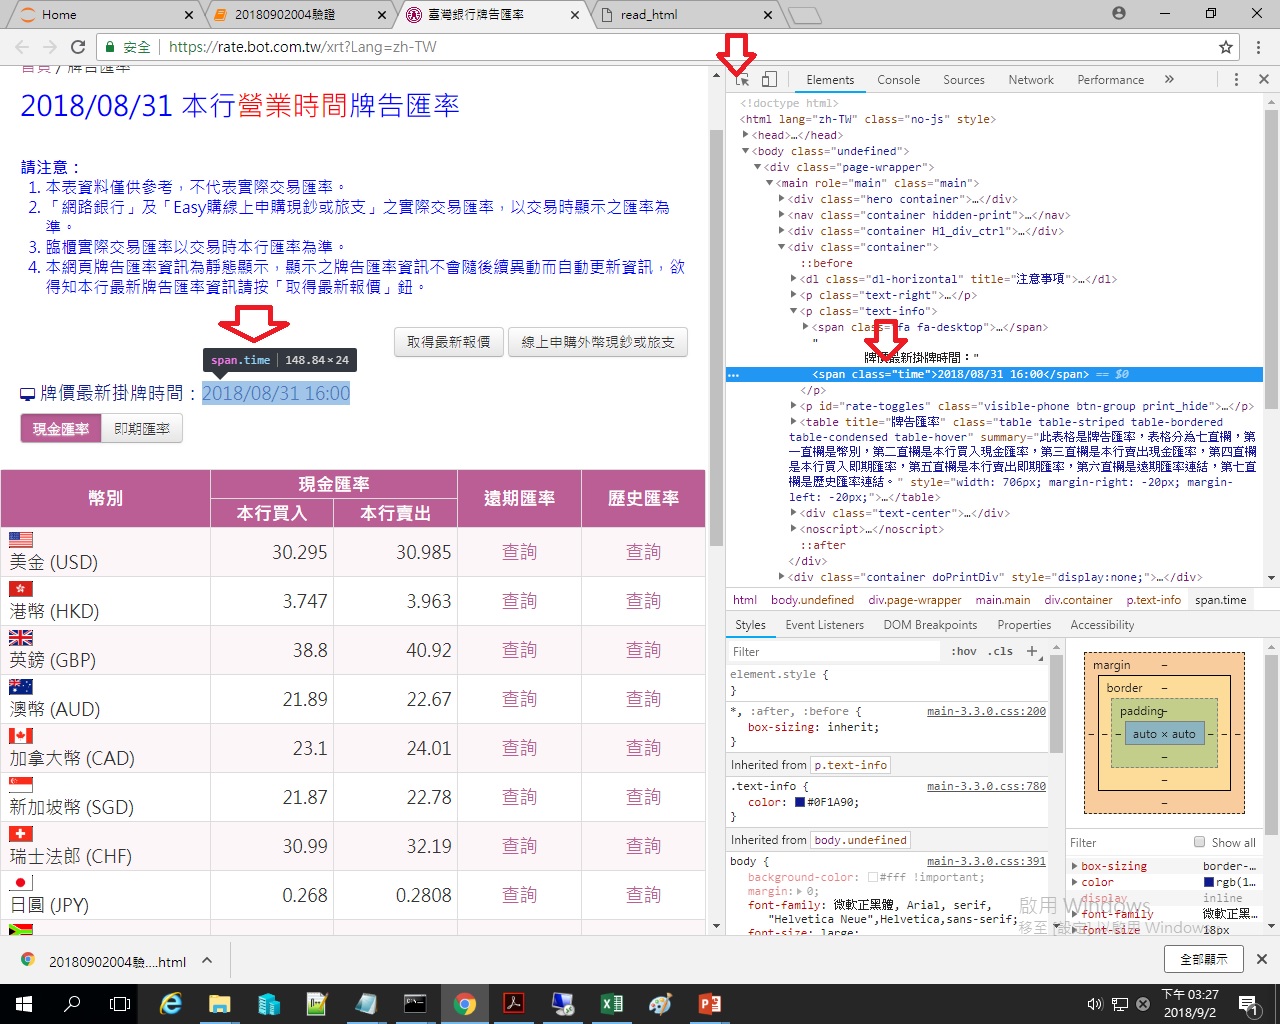 Home
20180902004驗證
臺灣銀行牌告匯率
read_html
安全
https://rate.bot.com.tw/xrt?Lang=zh-TW
首頁 / 牌告匯率
2018/08/31 本行營業時間牌告匯率
請注意：
1. 本表資料僅供參考，不代表實際交易匯率。
2. 「網路銀行」及「Easy購線上申購現鈔或旅支」之實際交易匯率，以交易時顯示之匯率為
準。
3. 臨櫃實際交易匯率以交易時本行匯率為準。
4. 本網頁牌告匯率資訊為靜態顯示，顯示之牌告匯率資訊不會隨後續異動而自動更新資訊，欲
得知本行最新牌告匯率資訊請按「取得最新報價」鈕。
取得最新報價
線上申購外幣現鈔或旅支
span.time | 148.84 × 24
牌價最新掛牌時間：2018/08/31 16:00
現金匯率
即期匯率
幣別
現金匯率
遠期匯率
歷史匯率
本行買入
本行賣出
美金 (USD) 30.295 30.985 查詢 查詢
港幣 (HKD) 3.747 3.963 查詢 查詢
英鎊 (GBP) 38.8 40.92 查詢 查詢
澳幣 (AUD) 21.89 22.67 查詢 查詢
加拿大幣 (CAD) 23.1 24.01 查詢 查詢
新加坡幣 (SGD) 21.87 22.78 查詢 查詢
瑞士法郎 (CHF) 30.99 32.19 查詢 查詢
日圓 (JPY) 0.268 0.2808 查詢 查詢
Elements Console Sources Network Performance »
<!doctype html>
<html lang="zh-TW" class="no-js" style>
<head>…</head>
<body class="undefined">
<div class="page-wrapper">
<main role="main" class="main">
<div class="hero container">…</div>
<nav class="container hidden-print">…</nav>
<div class="container H1_div_ctrl">…</div>
<div class="container">
::before
<dl class="dl-horizontal" title="注意事項">…</dl>
<p class="text-right">…</p>
<p class="text-info">
<span class="fa fa-desktop">…</span>
"
牌價最新掛牌時間："
<span class="time">2018/08/31 16:00</span> == $0
</p>
<p id="rate-toggles" class="visible-phone btn-group print_hide">…</p>
<table title="牌告匯率" class="table table-striped table-bordered
table-condensed table-hover" summary="此表格是牌告匯率，表格分為七直欄，第
一直欄是幣別，第二直欄是本行買入現金匯率，第三直欄是本行賣出現金匯率，第四直欄
是本行買入即期匯率，第五直欄是本行賣出即期匯率，第六直欄是遠期匯率連結，第七直
欄是歷史匯率連結。" style="width: 706px; margin-right: -20px; margin-
left: -20px;">…</table>
<div class="text-center">…</div>
<noscript>…</noscript>
::after
</div>
<div class="container doPrintDiv" style="display:none;">…</div>
html body.undefined div.page-wrapper main.main div.container p.text-info span.time
Styles Event Listeners DOM Breakpoints Properties Accessibility
Filter :hov .cls +
element.style {
}
*, :after, :before { main-3.3.0.css:200
box-sizing: inherit;
}
Inherited from p.text-info
.text-info { main-3.3.0.css:780
color: #0F1A90;
}
Inherited from body.undefined
body { main-3.3.0.css:391
background-color: #fff !important;
margin: 0;
font-family: 微軟正黑體, Arial, serif,
"Helvetica Neue",Helvetica,sans-serif;
font-size: large;
margin –
border –
padding–
auto × auto
Filter Show all
box-sizing border-…
color rgb(1…
display inline
font-family 微軟正黑…
font-size 18px
啟用 Windows
移至 [設定] 以啟用 Windows。
20180902004驗....html
全部顯示
下午 03:27
2018/9/2
1